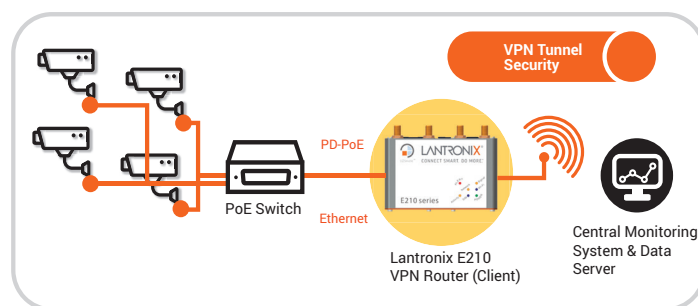 VPN Tunnel
Security
PD-PoE
LANTRONIX
CONNECT SMART. DO MORE.
E210 series
PoE Switch
Ethernet
Lantronix E210
VPN Router (Client)
Central Monitoring
System & Data
Server